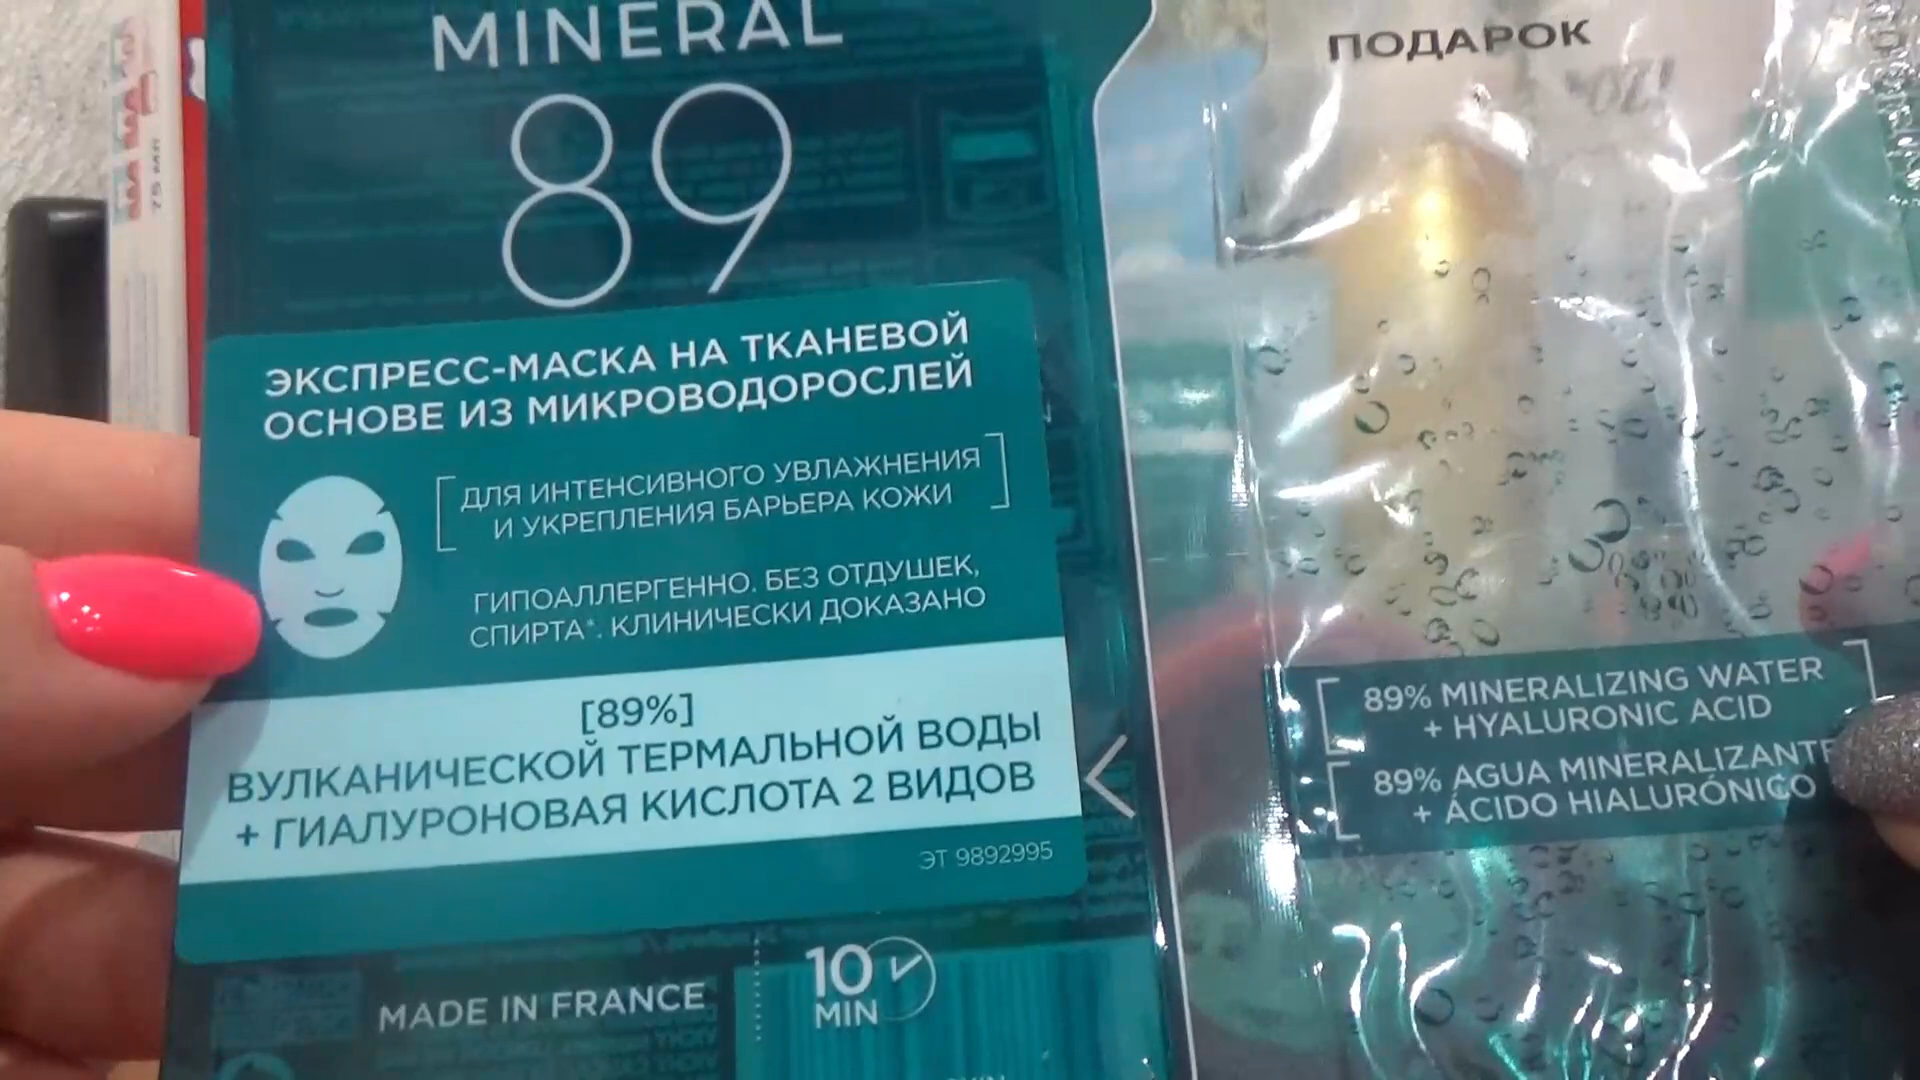 MINERAL
89
ЭКСПРЕСС-МАСКА НА ТКАНЕВОЙ
ОСНОВЕ ИЗ МИКРОВОДОРОСЛЕЙ
ДЛЯ ИНТЕНСИВНОГО УВЛАЖНЕНИЯ
И УКРЕПЛЕНИЯ БАРЬЕРА КОЖИ
ГИПОАЛЛЕРГЕННО. БЕЗ ОТДУШЕК,
СПИРТА*. КЛИНИЧЕСКИ ДОКАЗАНО
[89%]
ВУЛКАНИЧЕСКОЙ ТЕРМАЛЬНОЙ ВОДЫ
+ ГИАЛУРОНОВАЯ КИСЛОТА 2 ВИДОВ
ЭТ 9892995
MADE IN FRANCE
10
MIN
ПОДАРОК
89% MINERALIZING WATER
+ HYALURONIC ACID
89% AGUA MINERALIZANTE
+ ÁCIDO HIALURÓNICO
75 мл